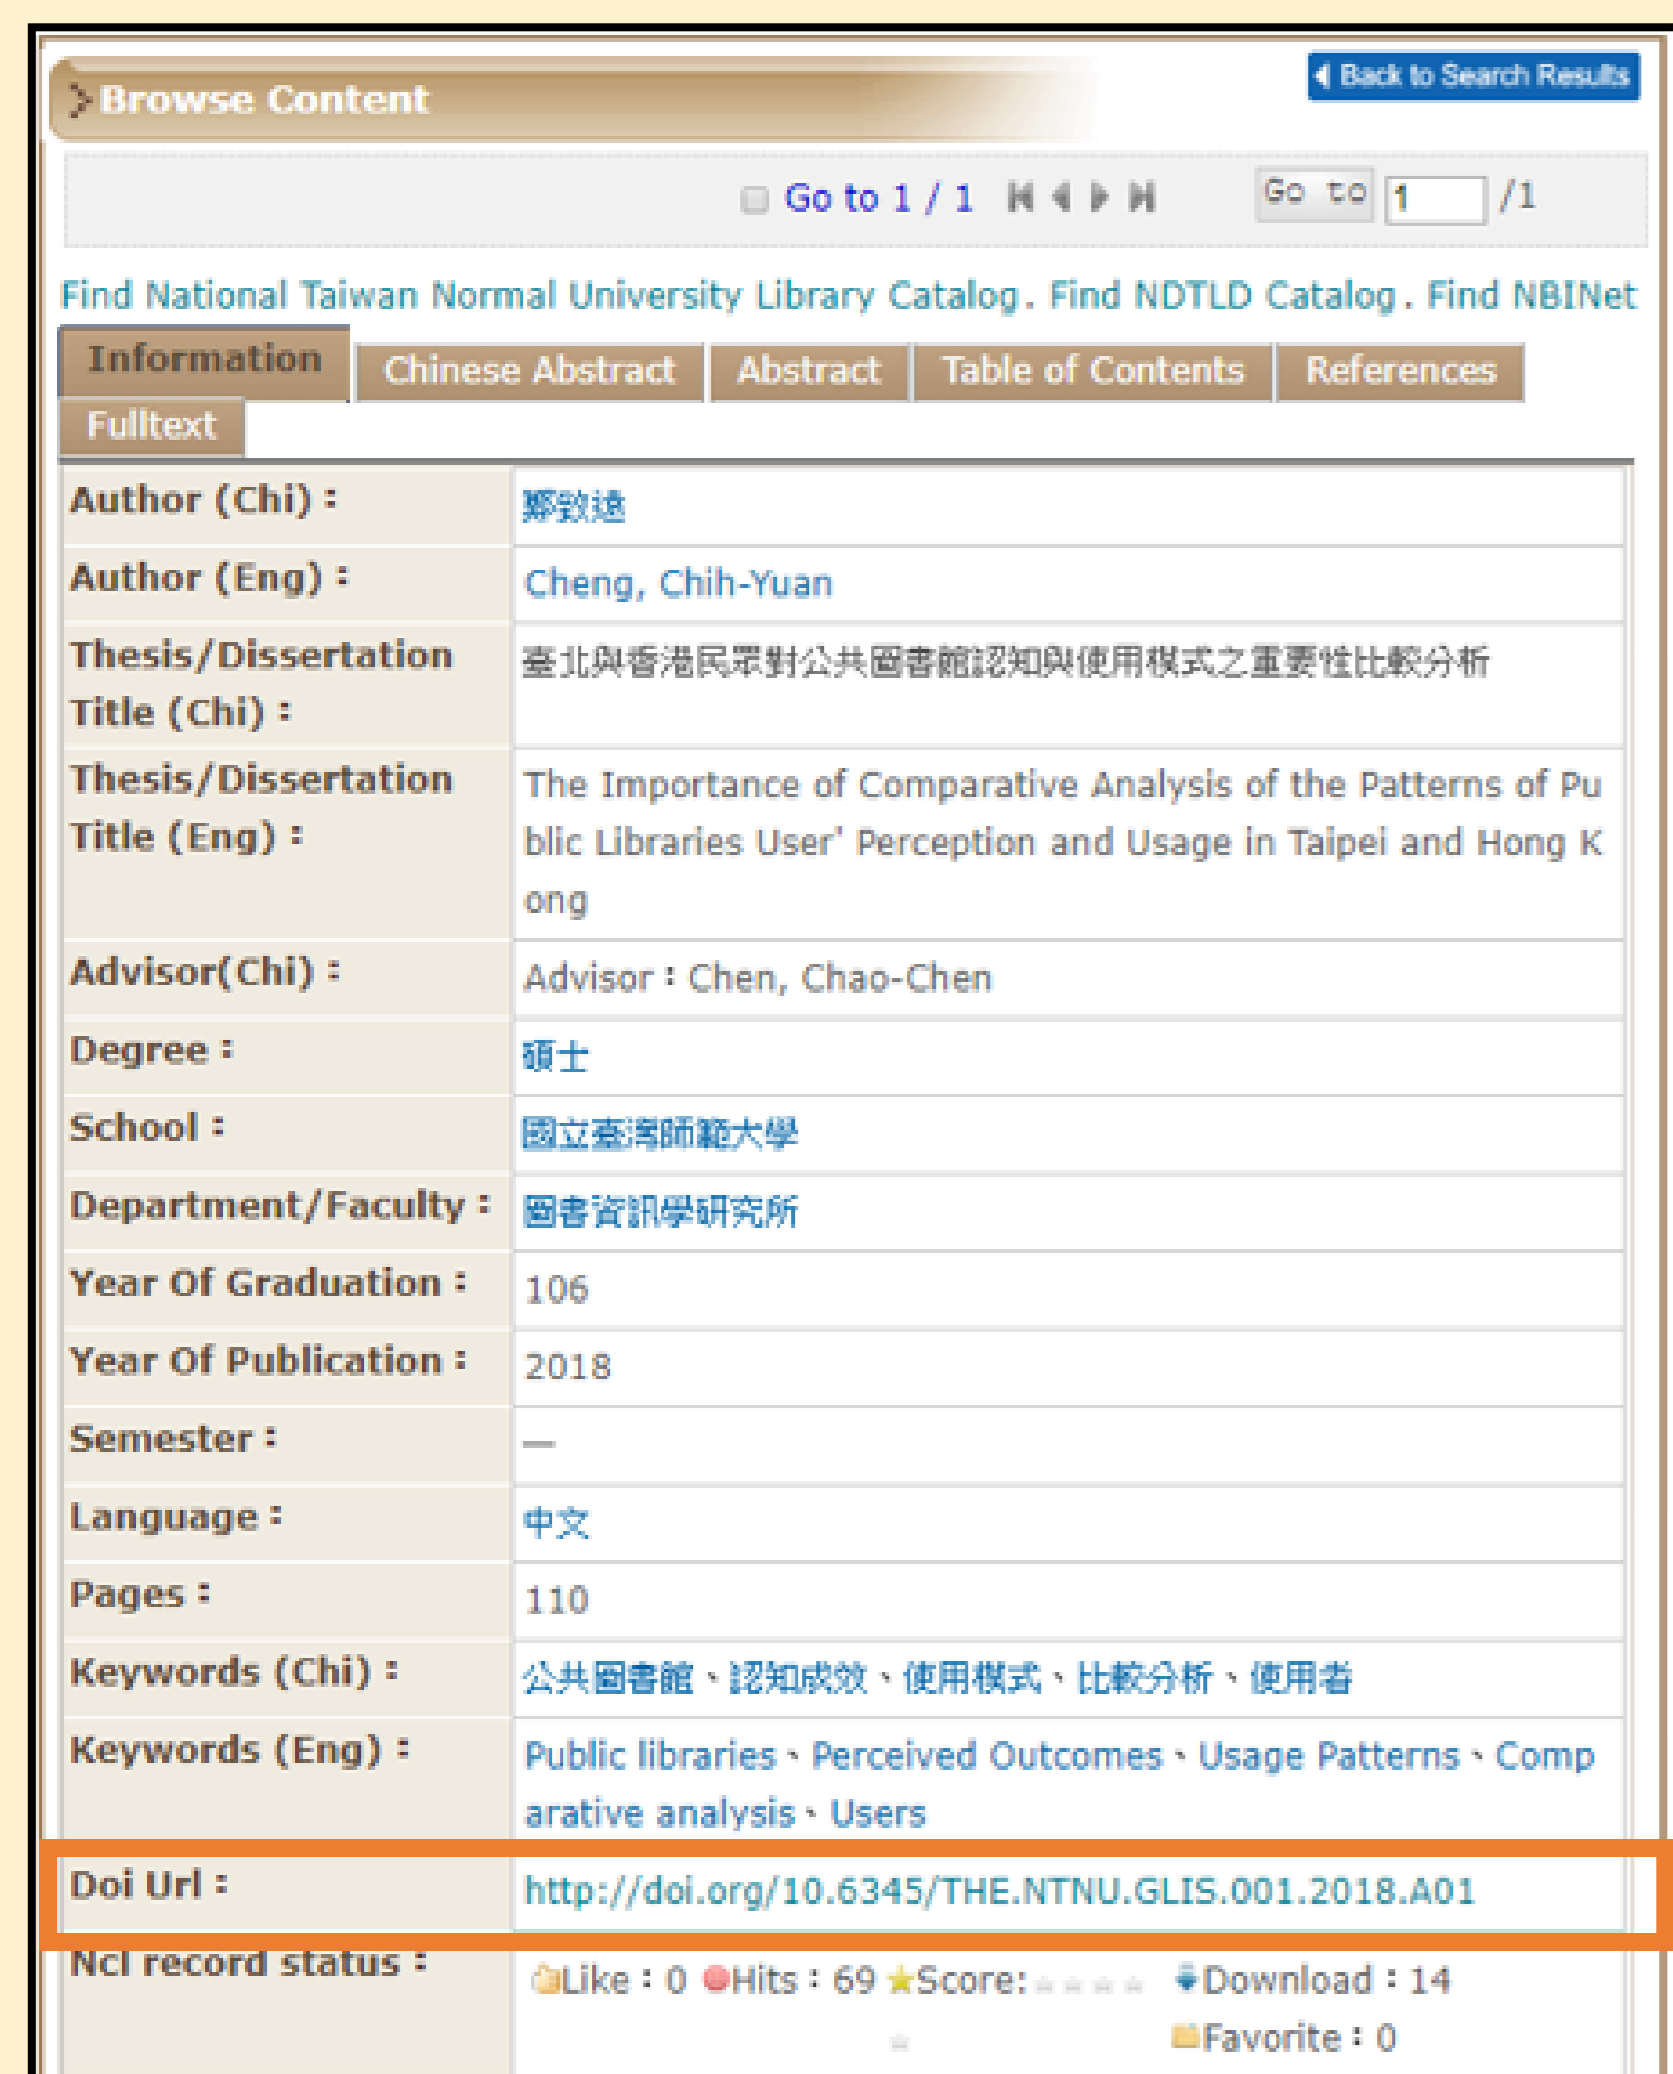 Browse Content
Back to Search Results
Go to 1 / 1 Go to 1 /1
Find National Taiwan Normal University Library Catalog. Find NDTLD Catalog. Find NBINet
Information Chinese Abstract Abstract Table of Contents References
Fulltext
Author (Chi)： 鄭致遠
Author (Eng)： Cheng, Chih-Yuan
Thesis/Dissertation Title (Chi)： 臺北與香港民眾對公共圖書館認知與使用模式之重要性比較分析
Thesis/Dissertation Title (Eng)： The Importance of Comparative Analysis of the Patterns of Pu
blic Libraries User' Perception and Usage in Taipei and Hong K
ong
Advisor(Chi)： Advisor：Chen, Chao-Chen
Degree： 碩士
School： 國立臺灣師範大學
Department/Faculty： 圖書資訊學研究所
Year Of Graduation： 106
Year Of Publication： 2018
Semester： —
Language： 中文
Pages： 110
Keywords (Chi)： 公共圖書館、認知成效、使用模式、比較分析、使用者
Keywords (Eng)： Public libraries、Perceived Outcomes、Usage Patterns、Comp
arative analysis、Users
Doi Url： http://doi.org/10.6345/THE.NTNU.GLIS.001.2018.A01
Ncl record status： Like：0 Hits：69 Score: Download：14
Favorite：0